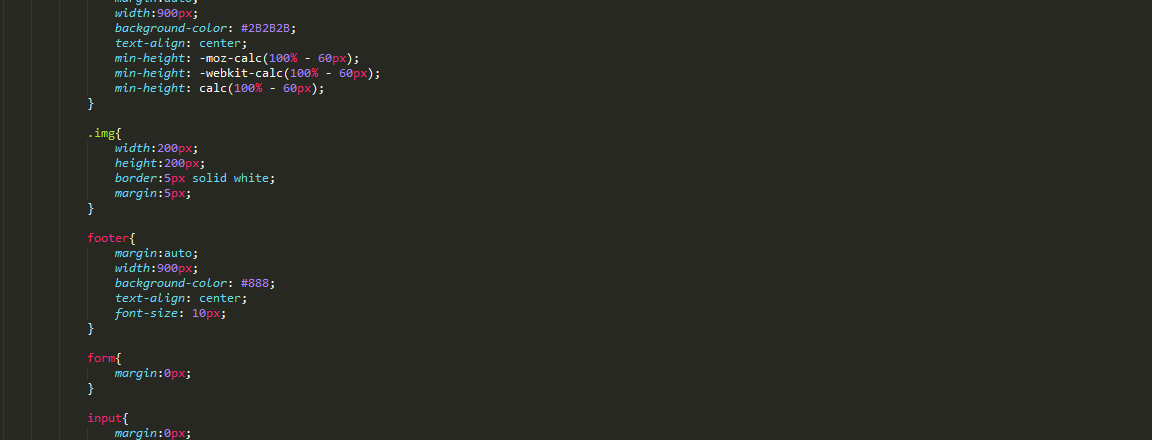 margin:auto;
width:900px;
background-color: #2B2B2B;
text-align: center;
min-height: -moz-calc(100% - 60px);
min-height: -webkit-calc(100% - 60px);
min-height: calc(100% - 60px);
}
.img{
width:200px;
height:200px;
border:5px solid white;
margin:5px;
}
footer{
margin:auto;
width:900px;
background-color: #888;
text-align: center;
font-size: 10px;
}
form{
margin:0px;
}
input{
margin:0px;